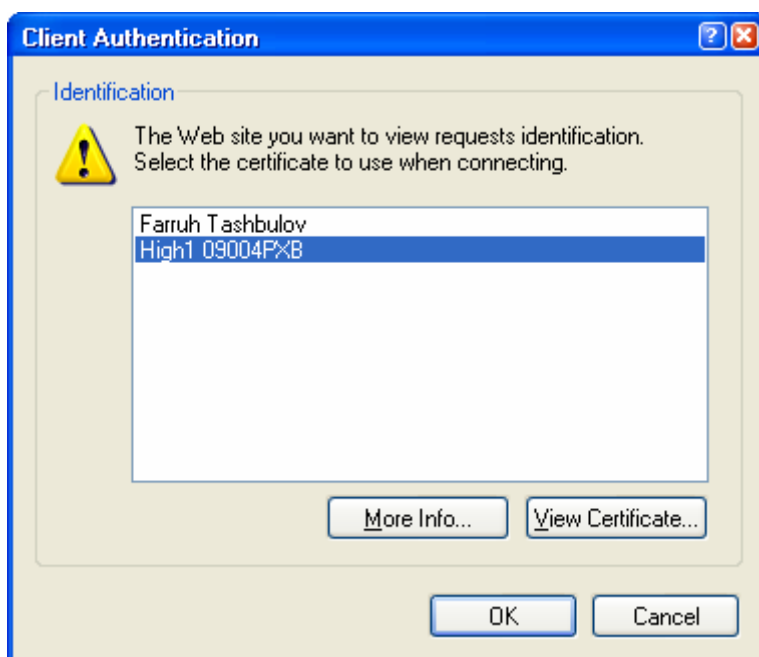 Client Authentication
Identification
The Web site you want to view requests identification.
Select the certificate to use when connecting.
Farruh Tashbulov
High1 09004PXB
More Info...
View Certificate...
OK
Cancel